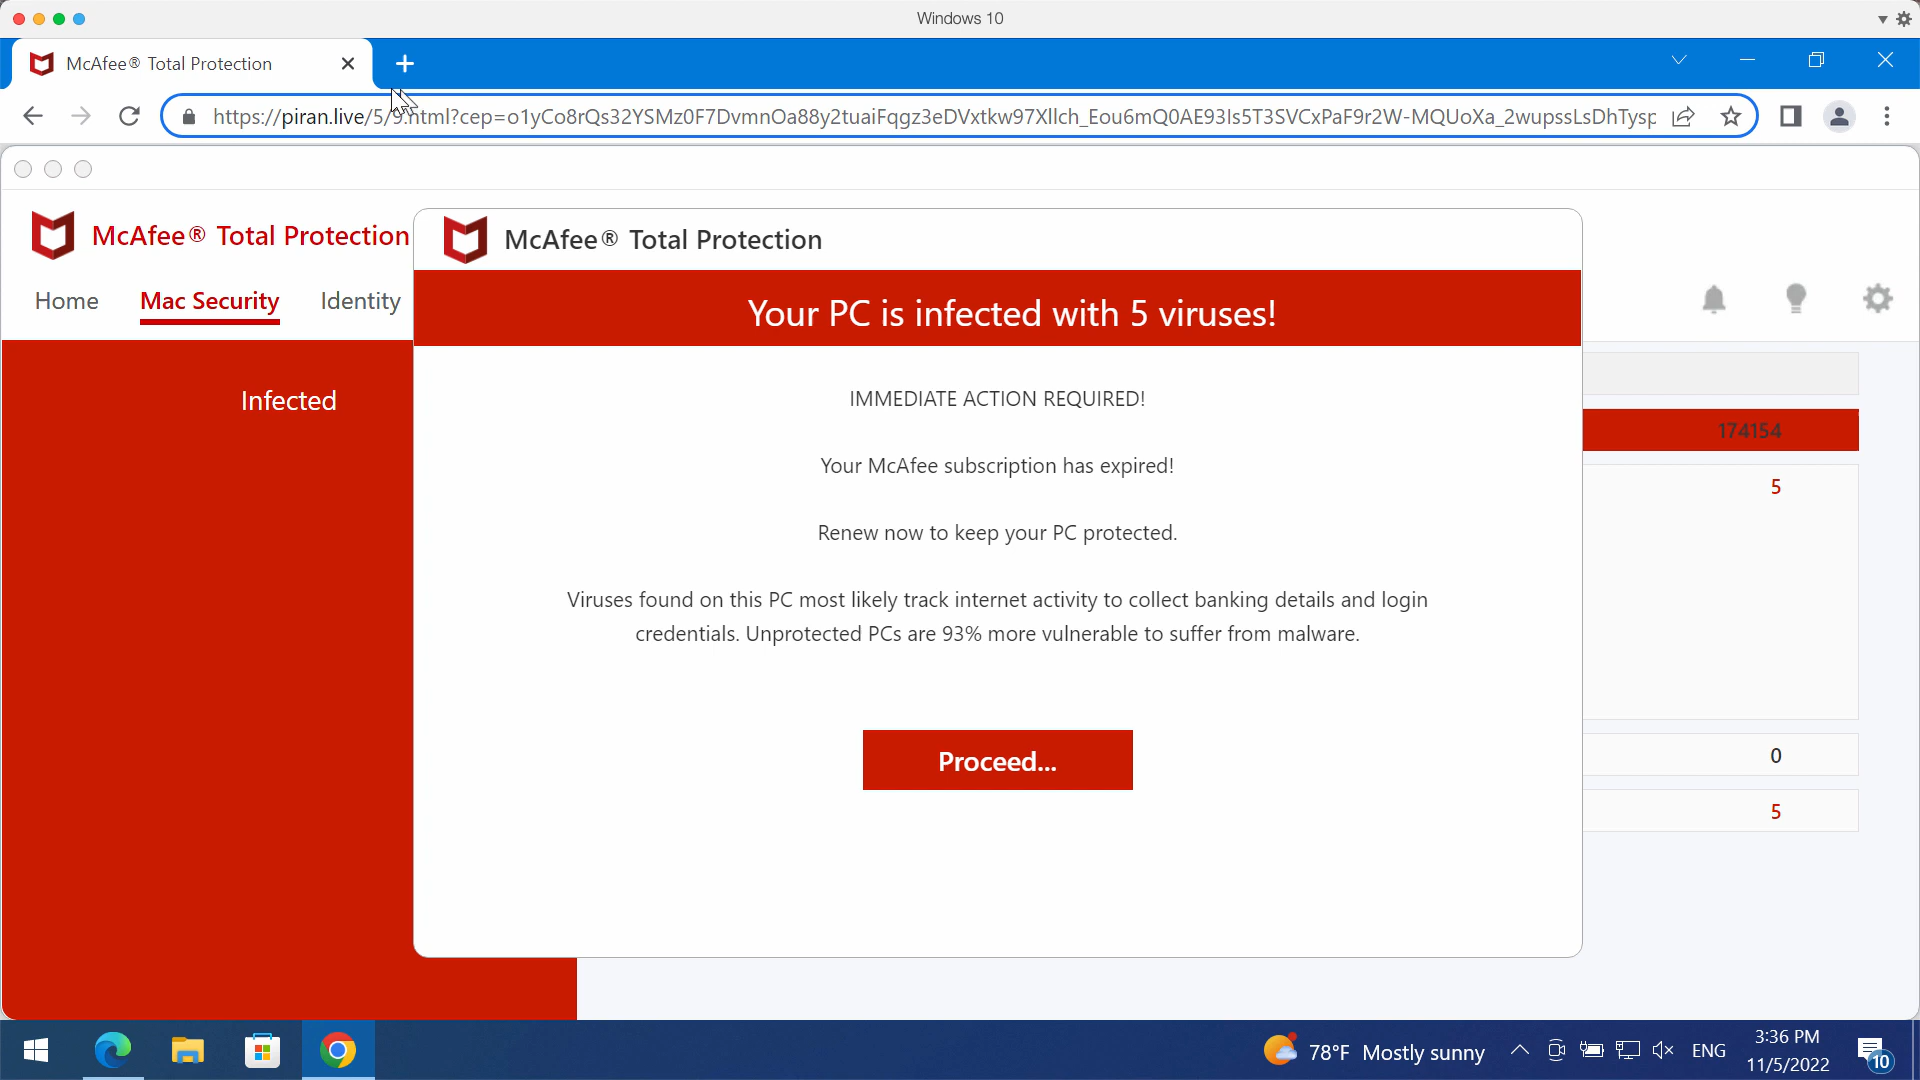 Windows 10
McAfee® Total Protection
https://piran.live/5/9.html?cep=o1yCo8rQs32YSMz0F7DvmnOa88y2tuaiFqgz3eDVxtkw97Xllch_Eou6mQ0AE93Is5T3SVCxPaF9r2W-MQUoXa_2wupssLsDhTysp
McAfee® Total Protection
Home Mac Security Identity
Infected
McAfee® Total Protection
Your PC is infected with 5 viruses!
IMMEDIATE ACTION REQUIRED!
Your McAfee subscription has expired!
Renew now to keep your PC protected.
Viruses found on this PC most likely track internet activity to collect banking details and login
credentials. Unprotected PCs are 93% more vulnerable to suffer from malware.
Proceed...
174154
5
0
5
78°F Mostly sunny
ENG
3:36 PM
11/5/2022
10